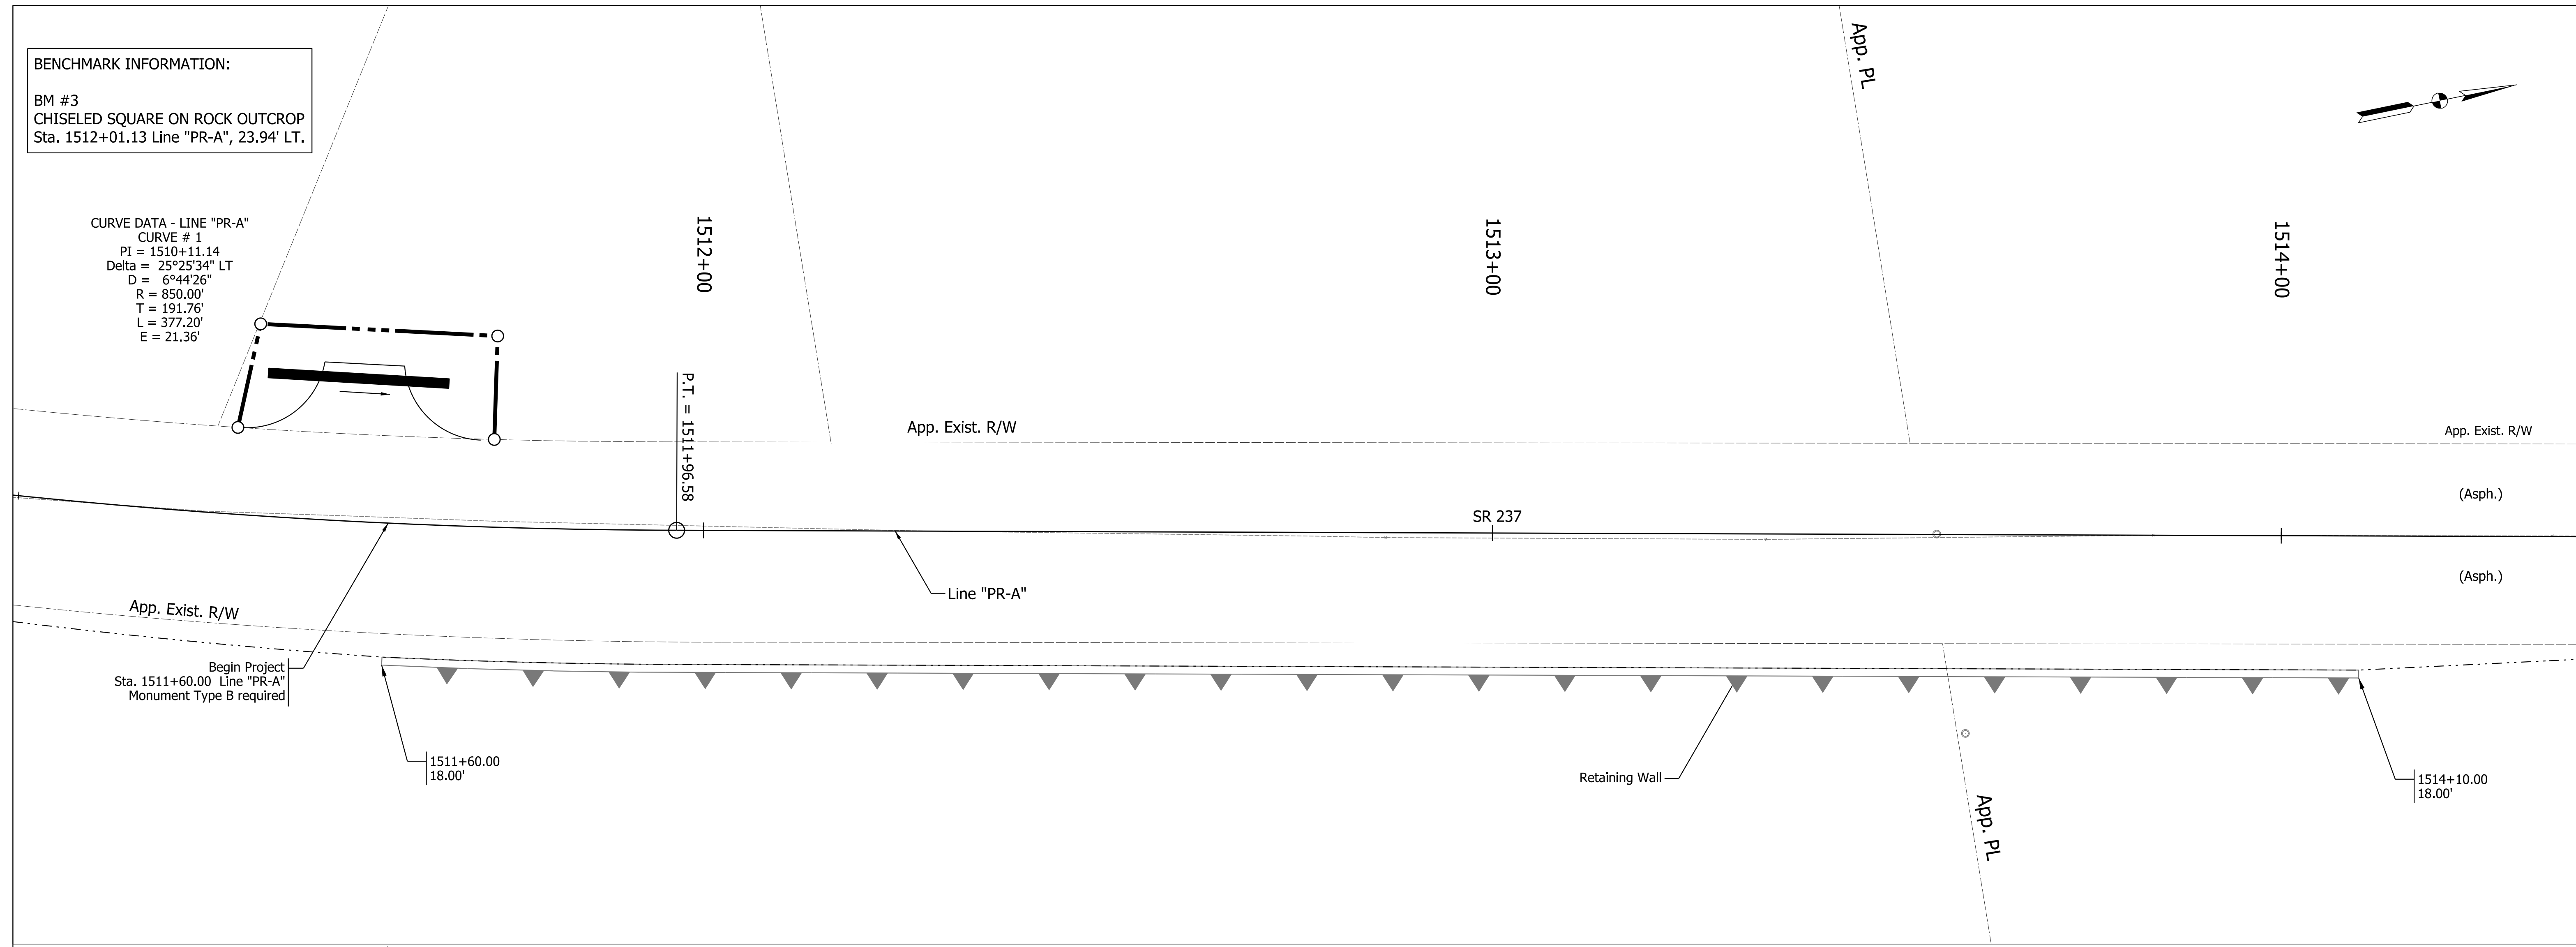 BENCHMARK INFORMATION:
BM #3
CHISELED SQUARE ON ROCK OUTCROP
Sta. 1512+01.13 Line "PR-A", 23.94' LT.
CURVE DATA - LINE "PR-A"
CURVE # 1
PI = 1510+11.14
Delta = 25°25'34" LT
D = 6°44'26"
R = 850.00'
T = 191.76'
L = 377.20'
E = 21.36'
1512+00
1513+00
1514+00
App. PL
P.T. = 1511+96.58
App. Exist. R/W
App. Exist. R/W
(Asph.)
SR 237
(Asph.)
Line "PR-A"
App. Exist. R/W
Begin Project
Sta. 1511+60.00 Line "PR-A"
Monument Type B required
1511+60.00
18.00'
Retaining Wall
1514+10.00
18.00'
App. PL